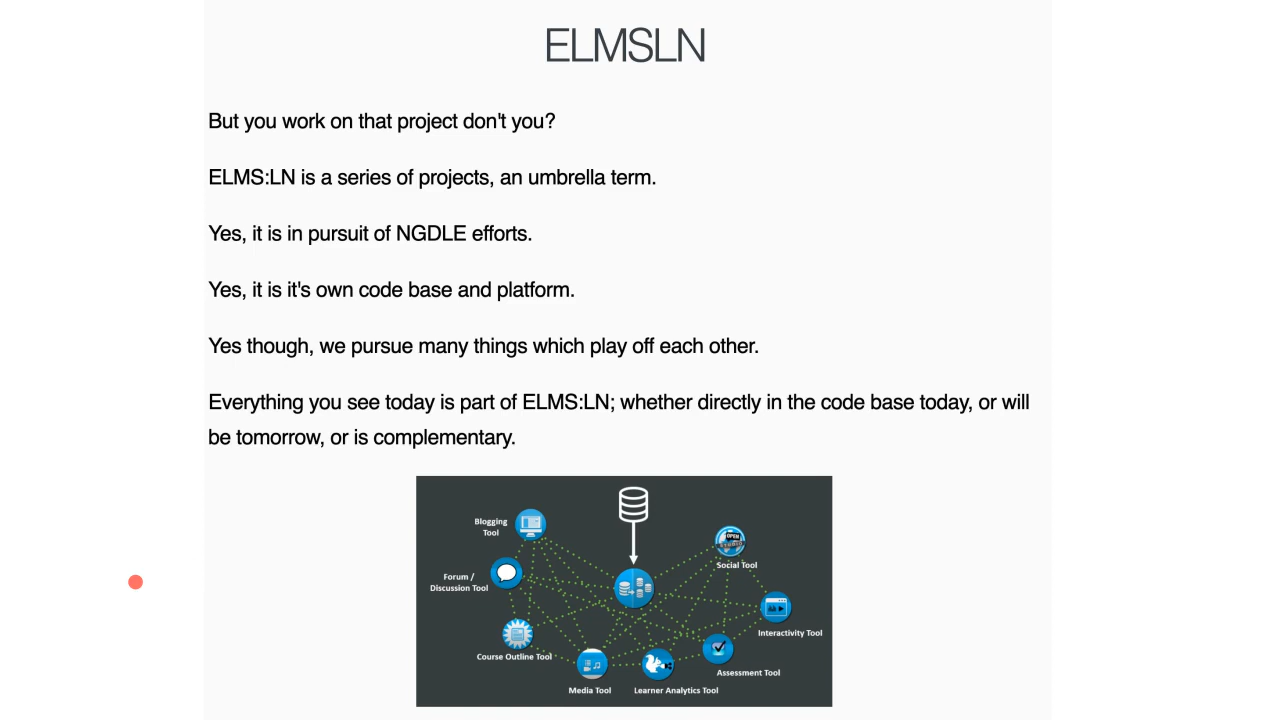 ELMSLN
But you work on that project don't you?
ELMS:LN is a series of projects, an umbrella term.
Yes, it is in pursuit of NGDLE efforts.
Yes, it is it's own code base and platform.
Yes though, we pursue many things which play off each other.
Everything you see today is part of ELMS:LN; whether directly in the code base today, or will
be tomorrow, or is complementary.
Blogging
Tool
OPEN
STUDIO
Social Tool
Forum /
Discussion Tool
Interactivity Tool
Course Outline Tool
Assessment Tool
Media Tool
Learner Analytics Tool